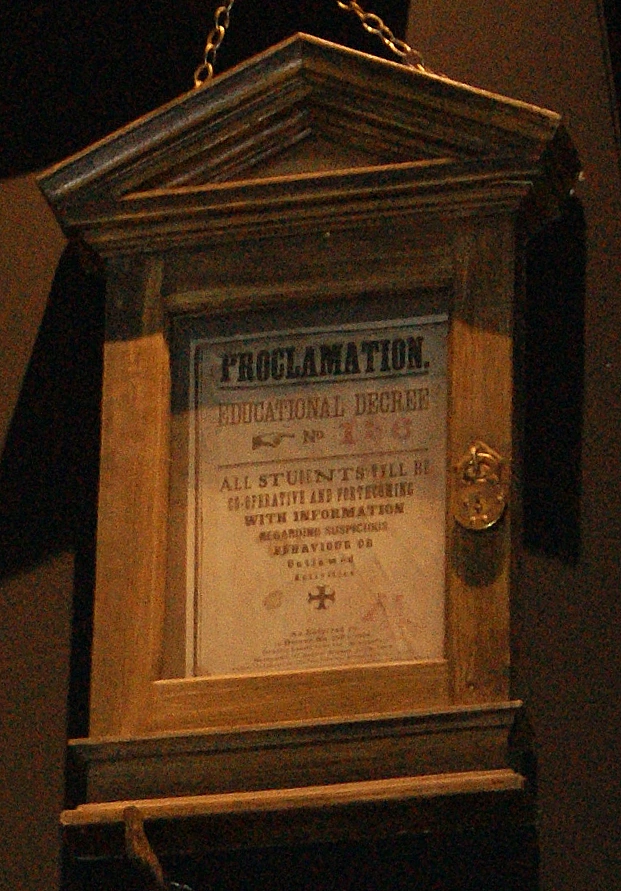 PROCLAMATION.
EDUCATIONAL DECREE
☛ No 156
ALL STUDENTS WILL BE
CO-OPERATIVE AND FORTHCOMING
WITH INFORMATION
REGARDING SUSPICIOUS
BEHAVIOUR OR
Outlawed
Activities